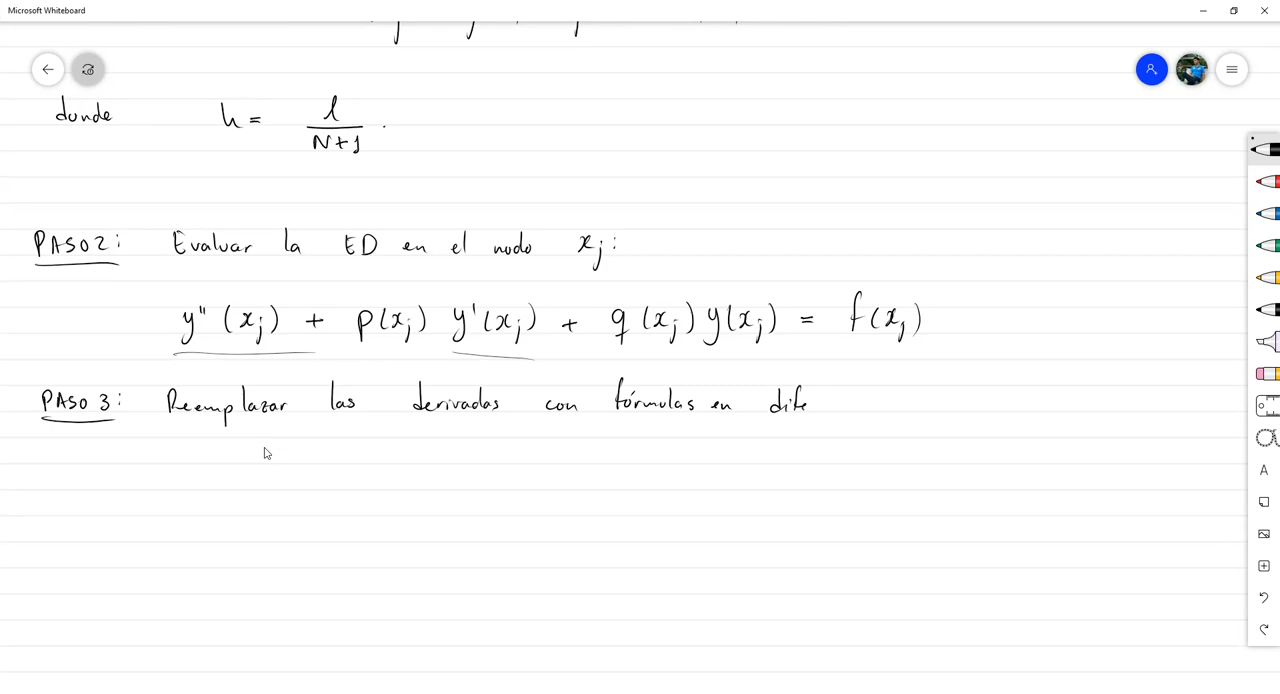 Microsoft Whiteboard
donde h = l / N+1 .
PASO 2: Evaluar la ED en el nodo xj:
y''(xj) + p(xj) y'(xj) + q(xj) y(xj) = f(xj)
PASO 3: Reemplazar las derivadas con fórmulas en dife
A